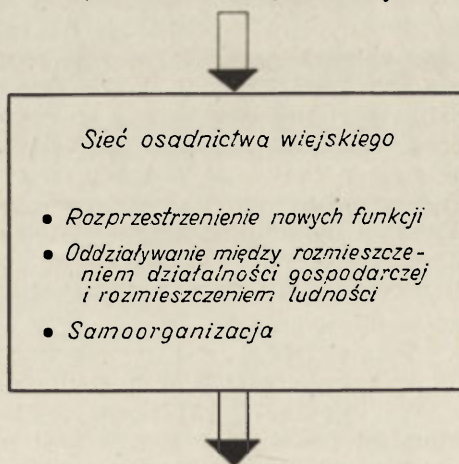 Sieć osadnictwa wiejskiego
• Rozprzestrzenienie nowych funkcji
• Oddziaływanie między rozmieszcze-
niem działalności gospodarczej
i rozmieszczeniem ludności
• Samoorganizacja